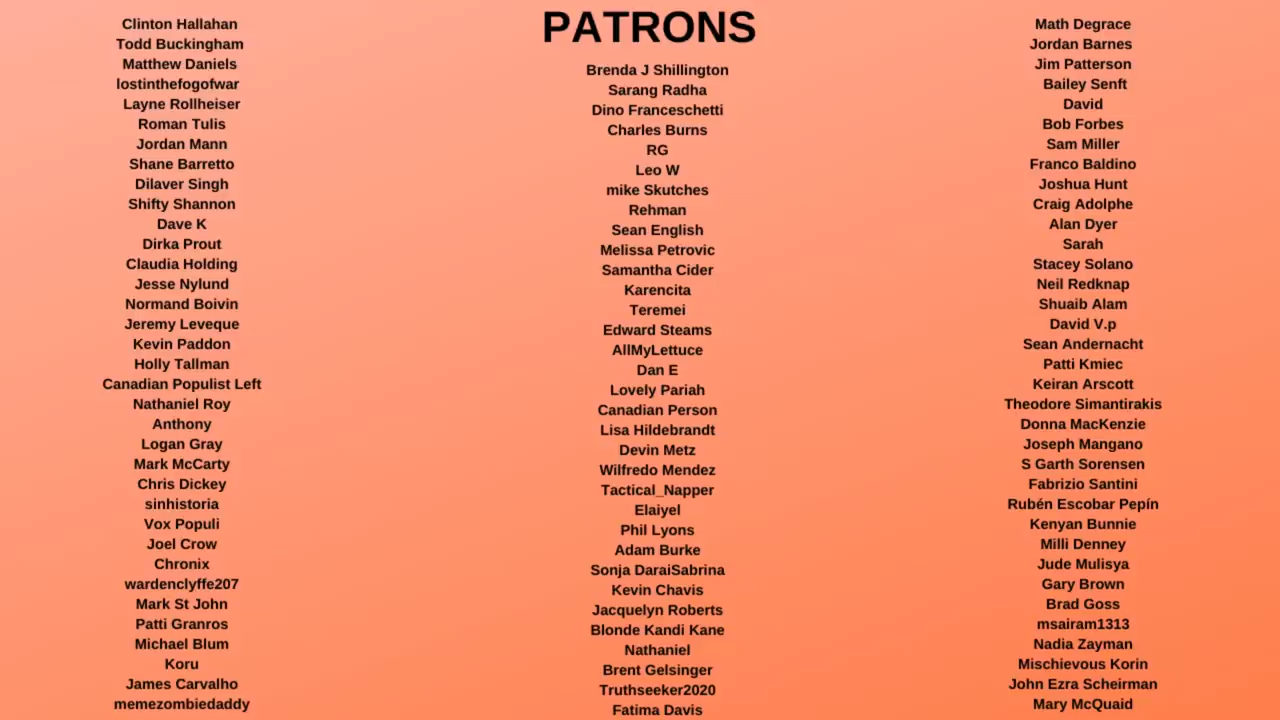 PATRONS
Clinton Hallahan
Todd Buckingham
Matthew Daniels
lostinthefogofwar
Layne Rollheiser
Roman Tulis
Jordan Mann
Shane Barretto
Dilaver Singh
Shifty Shannon
Dave K
Dirka Prout
Claudia Holding
Jesse Nylund
Normand Boivin
Jeremy Leveque
Kevin Paddon
Holly Tallman
Canadian Populist Left
Nathaniel Roy
Anthony
Logan Gray
Mark McCarty
Chris Dickey
sinhistoria
Vox Populi
Joel Crow
Chronix
wardenclyffe207
Mark St John
Patti Granros
Michael Blum
Koru
James Carvalho
memezombiedaddy
Brenda J Shillington
Sarang Radha
Dino Franceschetti
Charles Burns
RG
Leo W
mike Skutches
Rehman
Sean English
Melissa Petrovic
Samantha Cider
Karencita
Teremei
Edward Steams
AllMyLettuce
Dan E
Lovely Pariah
Canadian Person
Lisa Hildebrandt
Devin Metz
Wilfredo Mendez
Tactical_Napper
Elaiyel
Phil Lyons
Adam Burke
Sonja DaraiSabrina
Kevin Chavis
Jacquelyn Roberts
Blonde Kandi Kane
Nathaniel
Brent Gelsinger
Truthseeker2020
Fatima Davis
Math Degrace
Jordan Barnes
Jim Patterson
Bailey Senft
David
Bob Forbes
Sam Miller
Franco Baldino
Joshua Hunt
Craig Adolphe
Alan Dyer
Sarah
Stacey Solano
Neil Redknap
Shuaib Alam
David V.p
Sean Andernacht
Patti Kmiec
Keiran Arscott
Theodore Simantirakis
Donna MacKenzie
Joseph Mangano
S Garth Sorensen
Fabrizio Santini
Rubén Escobar Pepín
Kenyan Bunnie
Milli Denney
Jude Mulisya
Gary Brown
Brad Goss
msairam1313
Nadia Zayman
Mischievous Korin
John Ezra Scheirman
Mary McQuaid